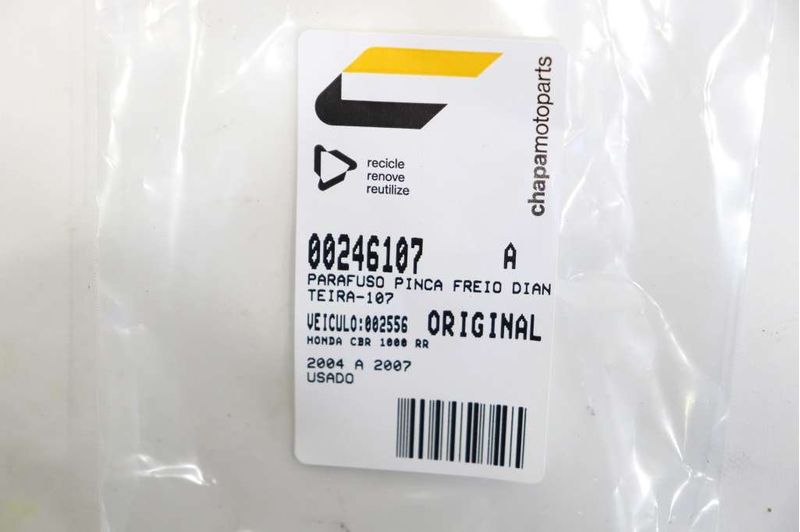 chapamotoparts
recicle
renove
reutilize
00246107 A
PARAFUSO PINCA FREIO DIAN
TEIRA-107
VEICULO:002556 ORIGINAL
HONDA CBR 1000 RR
2004 A 2007
USADO